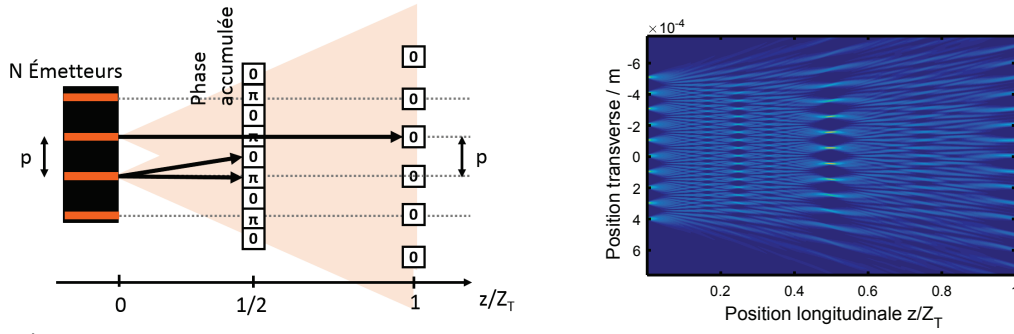 N Émetteurs
Phase
accumulée
p
0
π
0
π
0
π
0
π
0
0
0
0
0
0
0
p
0
1/2
1
z/Z_T
×10⁻⁴
Position transverse / m
-6
-4
-2
0
2
4
6
0.2
0.4
0.6
0.8
1
Position longitudinale z/Z_T